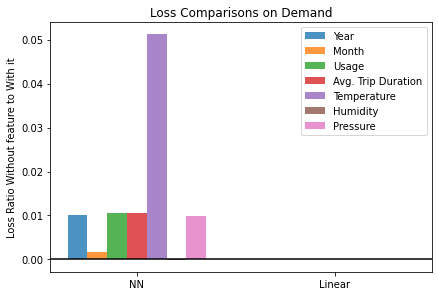 Loss Comparisons on Demand
Loss Ratio Without feature to With it
0.05
0.04
0.03
0.02
0.01
0.00
Year
Month
Usage
Avg. Trip Duration
Temperature
Humidity
Pressure
NN
Linear